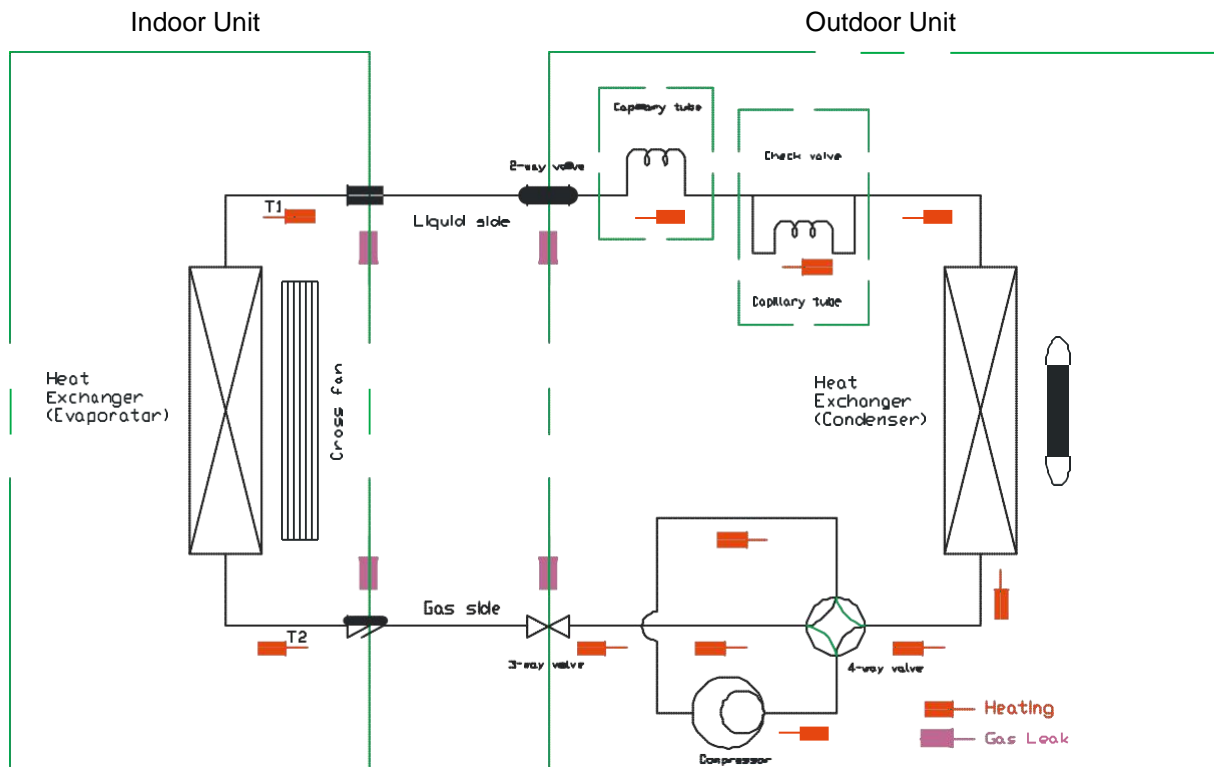 Indoor Unit
Outdoor Unit
Capillary tube
Check valve
2-way valve
T1
Liquid side
Capillary tube
Heat
Exchanger
(Evaporator)
Cross fan
Heat
Exchanger
(Condenser)
Gas side
T2
3-way valve
4-way valve
Heating
Gas Leak
Compressor